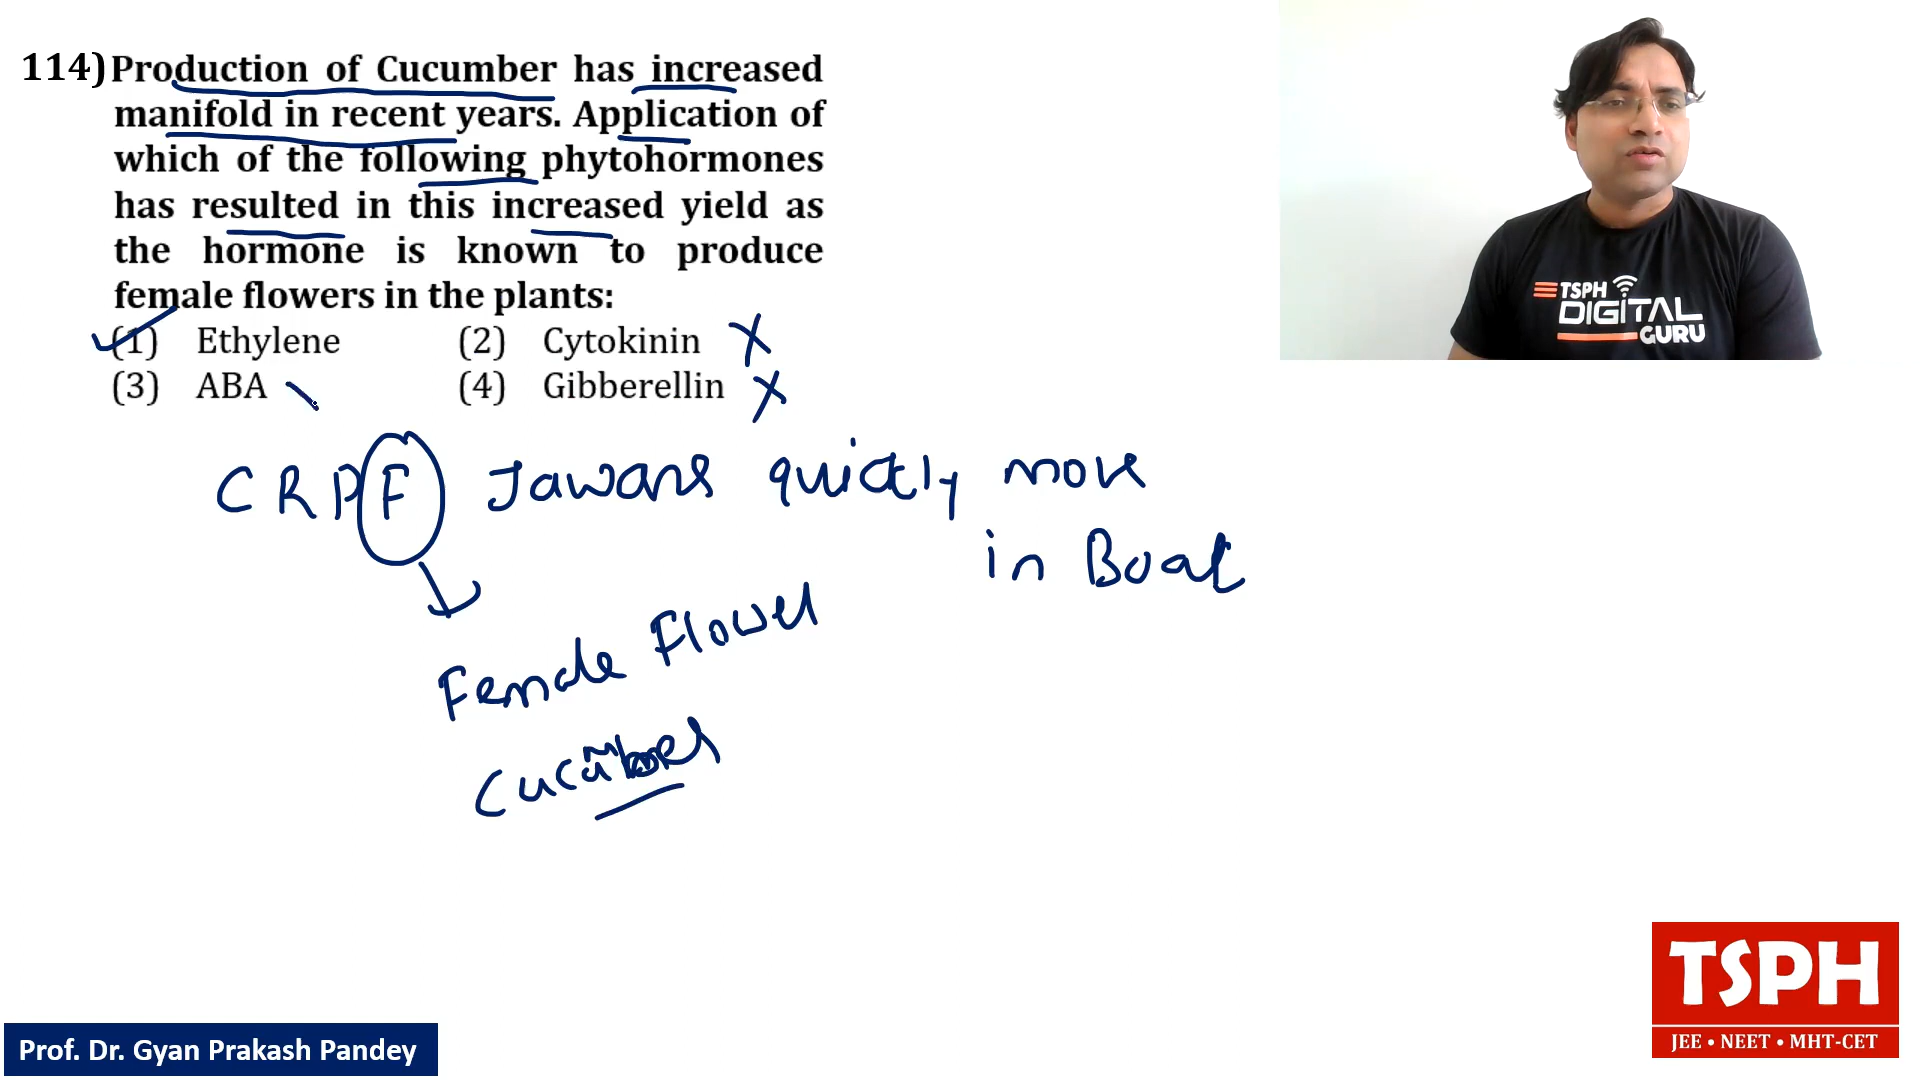 114) Production of Cucumber has increased
manifold in recent years. Application of
which of the following phytohormones
has resulted in this increased yield as
the hormone is known to produce
female flowers in the plants:
(1) Ethylene (2) Cytokinin X
(3) ABA (4) Gibberellin X
CRPF Jawans quickly move
in Boat
Female Flower
Cucumber
TSPH
DIGITAL
GURU
TSPH
JEE • NEET • MHT-CET
Prof. Dr. Gyan Prakash Pandey